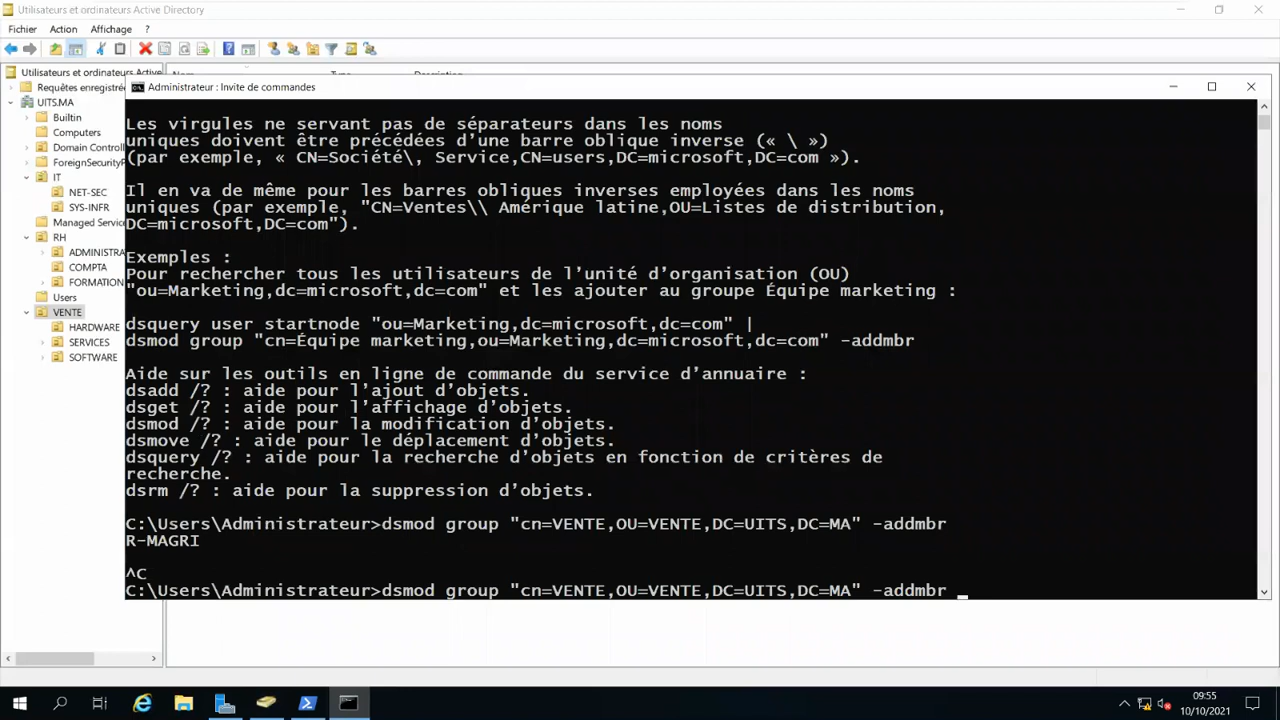 Utilisateurs et ordinateurs Active Directory
Fichier Action Affichage ?
Utilisateurs et ordinateurs Active
Requêtes enregistrée
UITS.MA
Builtin
Computers
Domain Controll
ForeignSecurityP
IT
NET-SEC
SYS-INFR
Managed Service
RH
ADMINISTRA
COMPTA
FORMATION
Users
VENTE
HARDWARE
SERVICES
SOFTWARE
Nom Type Description
Administrateur : Invite de commandes
Les virgules ne servant pas de séparateurs dans les noms
uniques doivent être précédées d’une barre oblique inverse (« \ »)
(par exemple, « CN=Société\, Service,CN=users,DC=microsoft,DC=com »).
Il en va de même pour les barres obliques inverses employées dans les noms
uniques (par exemple, "CN=Ventes\\ Amérique latine,OU=Listes de distribution,
DC=microsoft,DC=com").
Exemples :
Pour rechercher tous les utilisateurs de l’unité d’organisation (OU)
"ou=Marketing,dc=microsoft,dc=com" et les ajouter au groupe Équipe marketing :
dsquery user startnode "ou=Marketing,dc=microsoft,dc=com" |
dsmod group "cn=Équipe marketing,ou=Marketing,dc=microsoft,dc=com" -addmbr
Aide sur les outils en ligne de commande du service d’annuaire :
dsadd /? : aide pour l’ajout d’objets.
dsget /? : aide pour l’affichage d’objets.
dsmod /? : aide pour la modification d’objets.
dsmove /? : aide pour le déplacement d’objets.
dsquery /? : aide pour la recherche d’objets en fonction de critères de
recherche.
dsrm /? : aide pour la suppression d’objets.
C:\Users\Administrateur>dsmod group "cn=VENTE,OU=VENTE,DC=UITS,DC=MA" -addmbr
R-MAGRI
^C
C:\Users\Administrateur>dsmod group "cn=VENTE,OU=VENTE,DC=UITS,DC=MA" -addmbr
09:55
10/10/2021